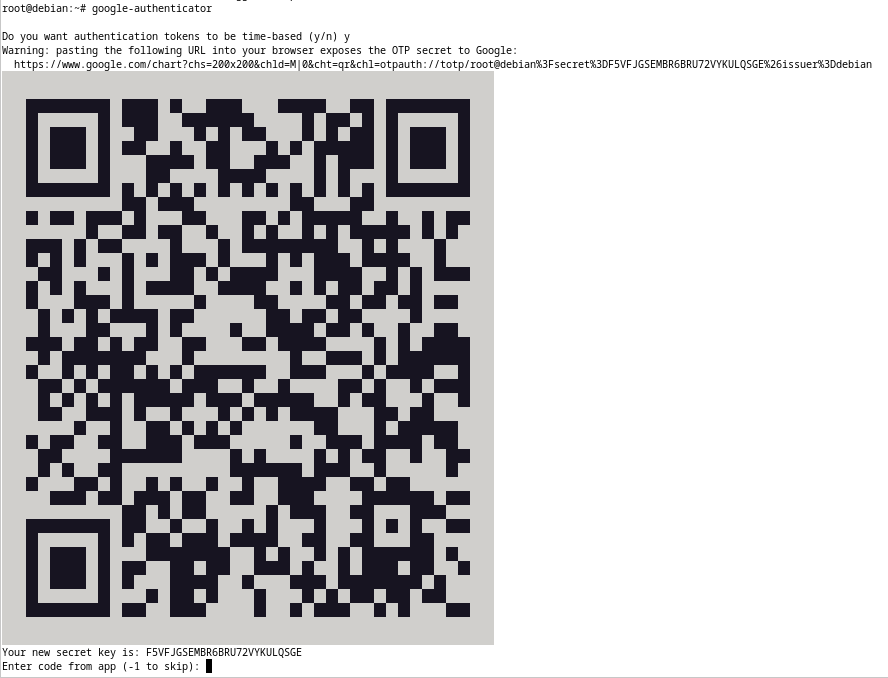 root@debian:~# google-authenticator
Do you want authentication tokens to be time-based (y/n) y
Warning: pasting the following URL into your browser exposes the OTP secret to Google:
https://www.google.com/chart?chs=200x200&chld=M|0&cht=qr&chl=otpauth://totp/root@debian%3Fsecret%3DF5VFJGSEMBR6BRU72VYKULQSGE%26issuer%3Ddebian
Your new secret key is: F5VFJGSEMBR6BRU72VYKULQSGE
Enter code from app (-1 to skip):